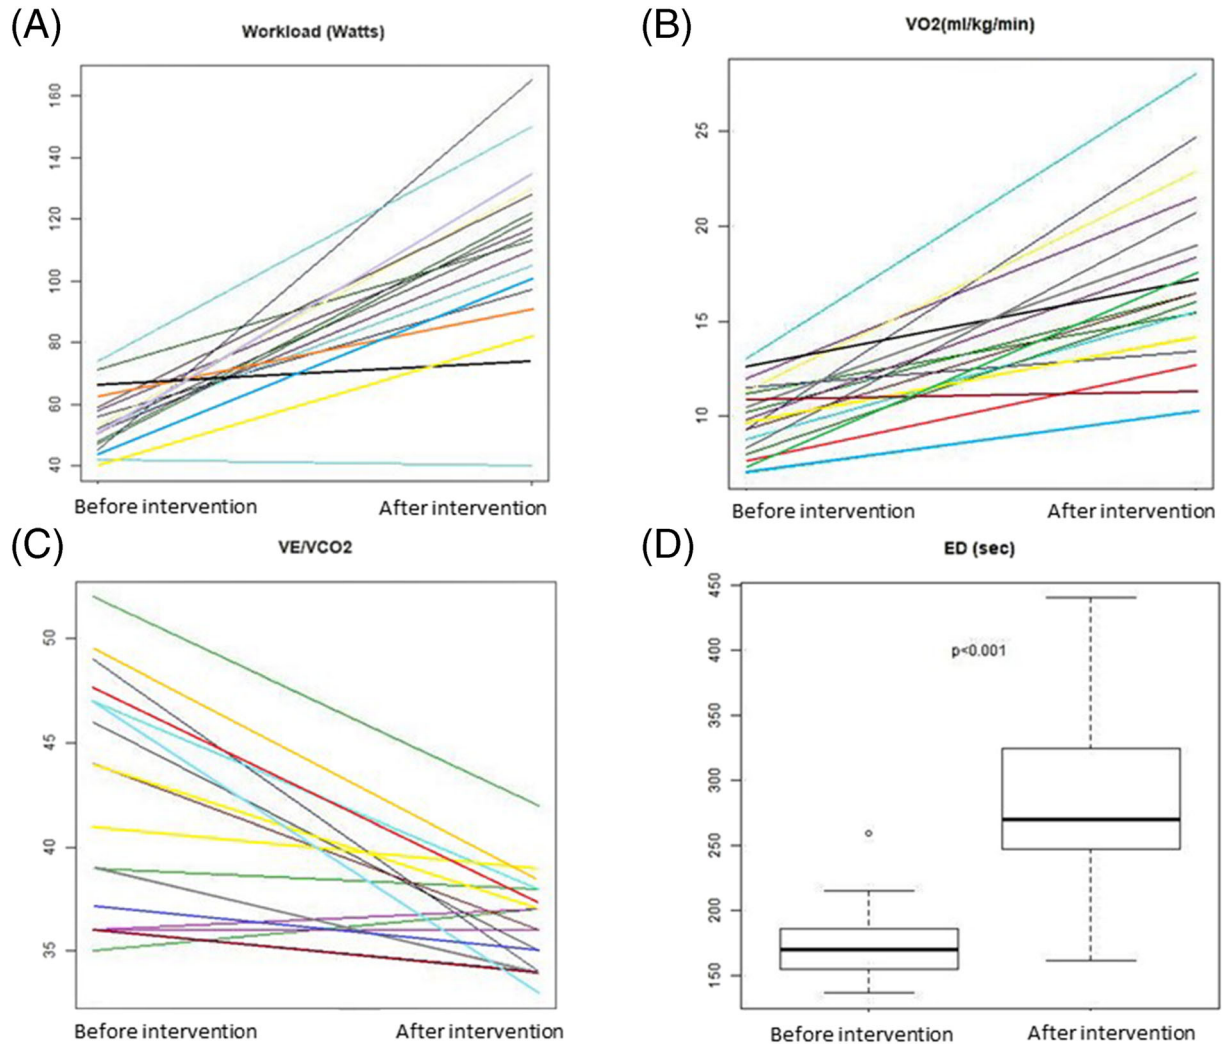 (A)
Workload (Watts)
160
140
120
100
80
60
40
Before intervention
After intervention
(B)
VO2(ml/kg/min)
25
20
15
10
Before intervention
After intervention
(C)
VE/VCO2
50
45
40
35
Before intervention
After intervention
(D)
ED (sec)
450
400
350
300
250
200
150
p<0.001
Before intervention
After intervention